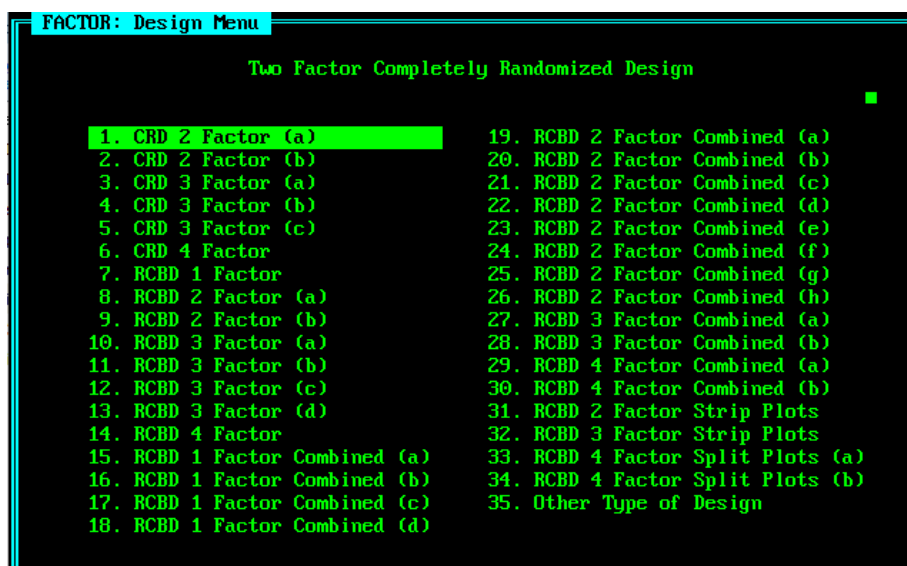 FACTOR: Design Menu
Two Factor Completely Randomized Design
1. CRD 2 Factor (a)
2. CRD 2 Factor (b)
3. CRD 3 Factor (a)
4. CRD 3 Factor (b)
5. CRD 3 Factor (c)
6. CRD 4 Factor
7. RCBD 1 Factor
8. RCBD 2 Factor (a)
9. RCBD 2 Factor (b)
10. RCBD 3 Factor (a)
11. RCBD 3 Factor (b)
12. RCBD 3 Factor (c)
13. RCBD 3 Factor (d)
14. RCBD 4 Factor
15. RCBD 1 Factor Combined (a)
16. RCBD 1 Factor Combined (b)
17. RCBD 1 Factor Combined (c)
18. RCBD 1 Factor Combined (d)
19. RCBD 2 Factor Combined (a)
20. RCBD 2 Factor Combined (b)
21. RCBD 2 Factor Combined (c)
22. RCBD 2 Factor Combined (d)
23. RCBD 2 Factor Combined (e)
24. RCBD 2 Factor Combined (f)
25. RCBD 2 Factor Combined (g)
26. RCBD 2 Factor Combined (h)
27. RCBD 3 Factor Combined (a)
28. RCBD 3 Factor Combined (b)
29. RCBD 4 Factor Combined (a)
30. RCBD 4 Factor Combined (b)
31. RCBD 2 Factor Strip Plots
32. RCBD 3 Factor Strip Plots
33. RCBD 4 Factor Split Plots (a)
34. RCBD 4 Factor Split Plots (b)
35. Other Type of Design